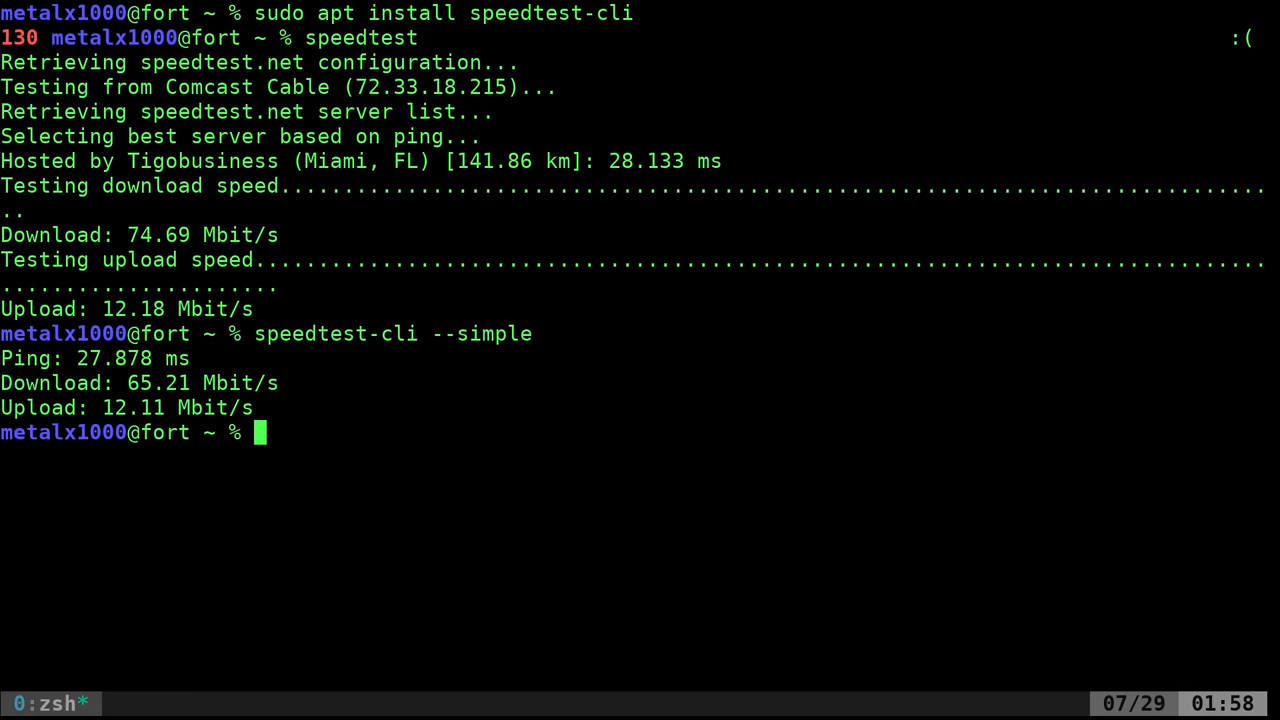 metalx1000@fort ~ % sudo apt install speedtest-cli
130 metalx1000@fort ~ % speedtest :(
Retrieving speedtest.net configuration...
Testing from Comcast Cable (72.33.18.215)...
Retrieving speedtest.net server list...
Selecting best server based on ping...
Hosted by Tigobusiness (Miami, FL) [141.86 km]: 28.133 ms
Testing download speed..............................................................................
..
Download: 74.69 Mbit/s
Testing upload speed................................................................................
......................
Upload: 12.18 Mbit/s
metalx1000@fort ~ % speedtest-cli --simple
Ping: 27.878 ms
Download: 65.21 Mbit/s
Upload: 12.11 Mbit/s
metalx1000@fort ~ %
0:zsh* 07/29 01:58